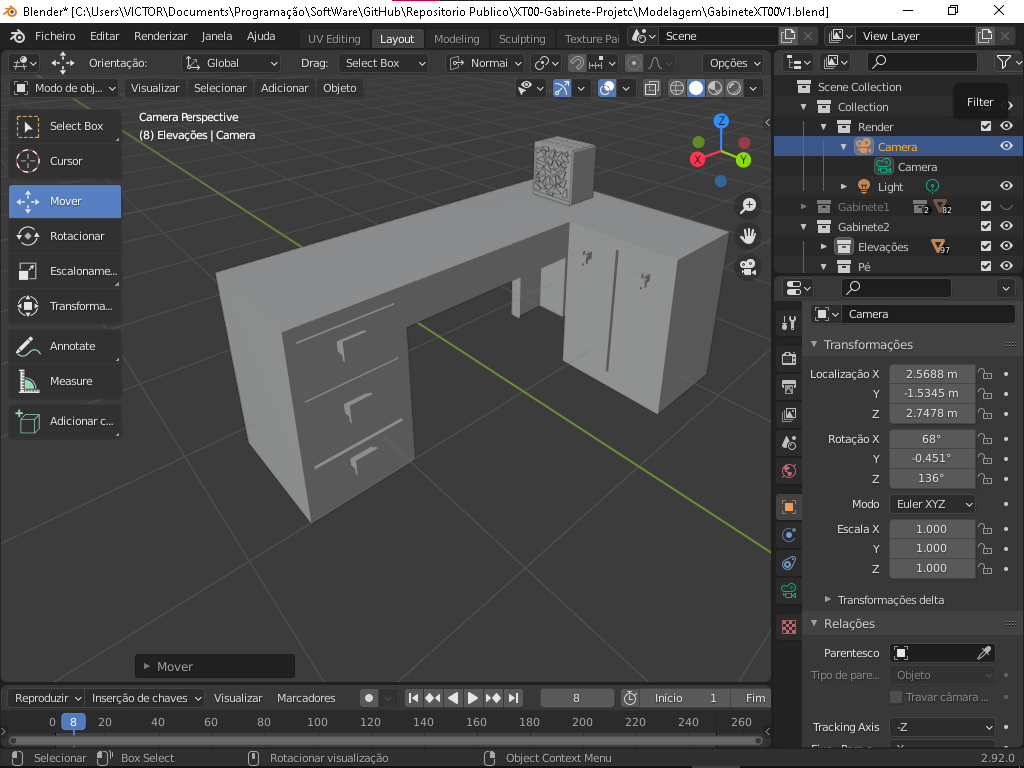 Blender* [C:\Users\VICTOR\Documents\Programação\SoftWare\GitHub\Repositorio Publico\XT00-Gabinete-Projetc\Modelagem\GabineteXT00V1.blend]
Ficheiro Editar Renderizar Janela Ajuda UV Editing Layout Modeling Sculpting Texture Pai Scene View Layer
Orientação: Global Drag: Select Box Normal Opções
Modo de obj... Visualizar Selecionar Adicionar Objeto
Camera Perspective
(8) Elevações | Camera
Select Box
Cursor
Mover
Rotacionar
Escaloname...
Transforma...
Annotate
Measure
Adicionar c...
Z
X
Y
Mover
Scene Collection
Collection
Filter
Render
Camera
Camera
Light
Gabinete1 2 82
Gabinete2
Elevações 97
Pé
Camera
Transformações
Localização X 2.5688 m
Y -1.5345 m
Z 2.7478 m
Rotação X 68°
Y -0.451°
Z 136°
Modo Euler XYZ
Escala X 1.000
Y 1.000
Z 1.000
Transformações delta
Relações
Parentesco
Tipo de pare... Objeto
Travar câmara ...
Tracking Axis -Z
Reproduzir Inserção de chaves Visualizar Marcadores 8 Início 1 Fim
0 8 20 40 60 80 100 120 140 160 180 200 220 240 260
Selecionar Box Select Rotacionar visualização Object Context Menu 2.92.0